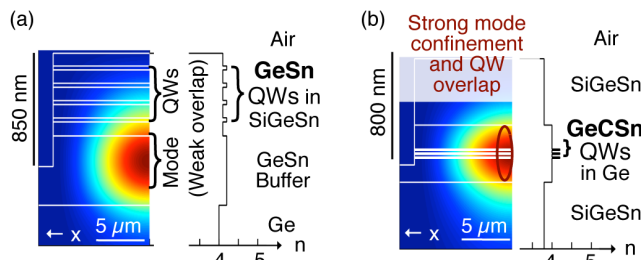 (a)
850 nm
QWs
Mode
(Weak overlap)
Air
GeSn
QWs in
SiGeSn
GeSn
Buffer
Ge
← x
5 µm
4
5
n
(b)
Strong mode
confinement
and QW
overlap
800 nm
Air
SiGeSn
GeCSn
QWs
in Ge
SiGeSn
← x
5 µm
4
5
n